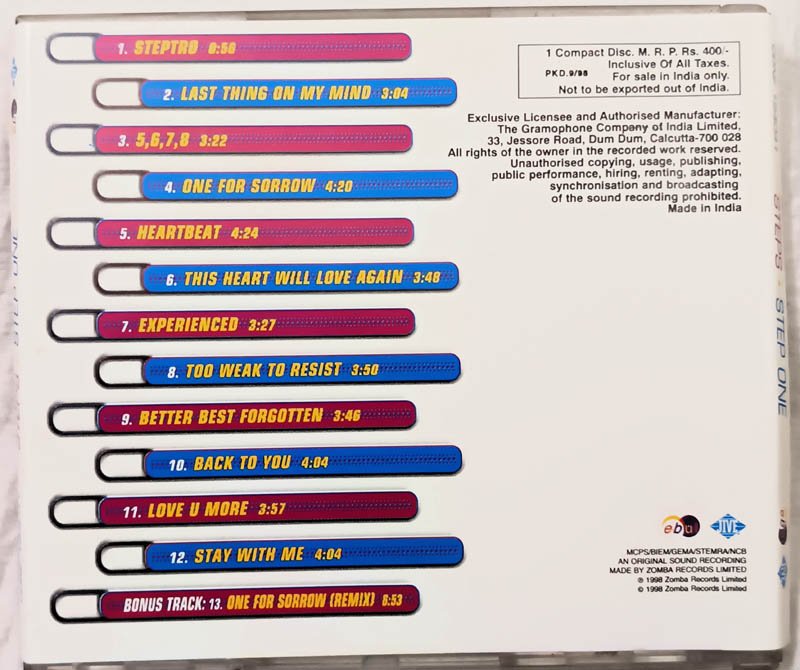 1. STEPTRO 0:56
2. LAST THING ON MY MIND 3:04
3. 5,6,7,8 3:22
4. ONE FOR SORROW 4:20
5. HEARTBEAT 4:24
6. THIS HEART WILL LOVE AGAIN 3:48
7. EXPERIENCED 3:27
8. TOO WEAK TO RESIST 3:50
9. BETTER BEST FORGOTTEN 3:46
10. BACK TO YOU 4:04
11. LOVE U MORE 3:57
12. STAY WITH ME 4:04
BONUS TRACK: 13. ONE FOR SORROW (REMIX)
1 Compact Disc. M. R. P. Rs. 400/-
Inclusive Of All Taxes.
PKD.9/98 For sale in India only.
Not to be exported out of India.
Exclusive Licensee and Authorised Manufacturer:
The Gramophone Company of India Limited,
33, Jessore Road, Dum Dum, Calcutta-700 028
All rights of the owner in the recorded work reserved.
Unauthorised copying, usage, publishing,
public performance, hiring, renting, adapting,
synchronisation and broadcasting
of the sound recording prohibited.
Made in India
ebul
JIVE
MCPS/BIEM/GEMA/STEMRA/NCB
AN ORIGINAL SOUND RECORDING
MADE BY ZOMBA RECORDS LIMITED
℗ 1998 Zomba Records Limited
© 1998 Zomba Records Limited
STEPS · STEP ONE
STEP ONE